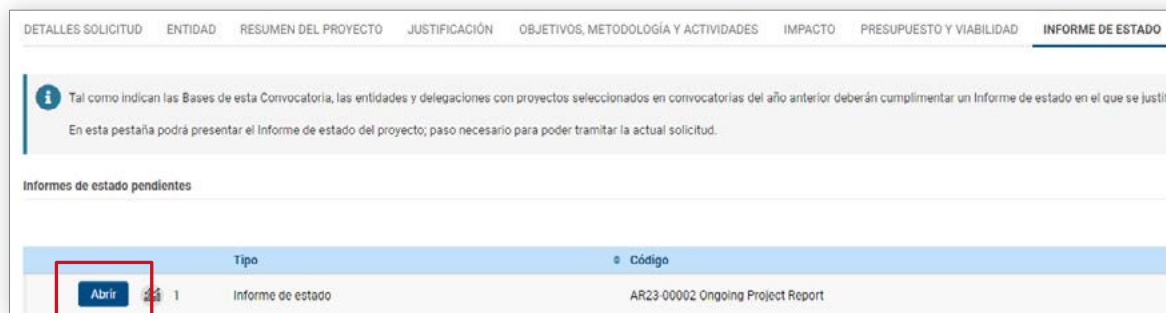 DETALLES SOLICITUD ENTIDAD RESUMEN DEL PROYECTO JUSTIFICACIÓN OBJETIVOS, METODOLOGÍA Y ACTIVIDADES IMPACTO PRESUPUESTO Y VIABILIDAD INFORME DE ESTADO
Tal como indican las Bases de esta Convocatoria, las entidades y delegaciones con proyectos seleccionados en convocatorias del año anterior deberán cumplimentar un Informe de estado en el que se
En esta pestaña podrá presentar el Informe de estado del proyecto; paso necesario para poder tramitar la actual solicitud.
Informes de estado pendientes
Tipo Código
Abrir 1 Informe de estado AR23-00002 Ongoing Project Report